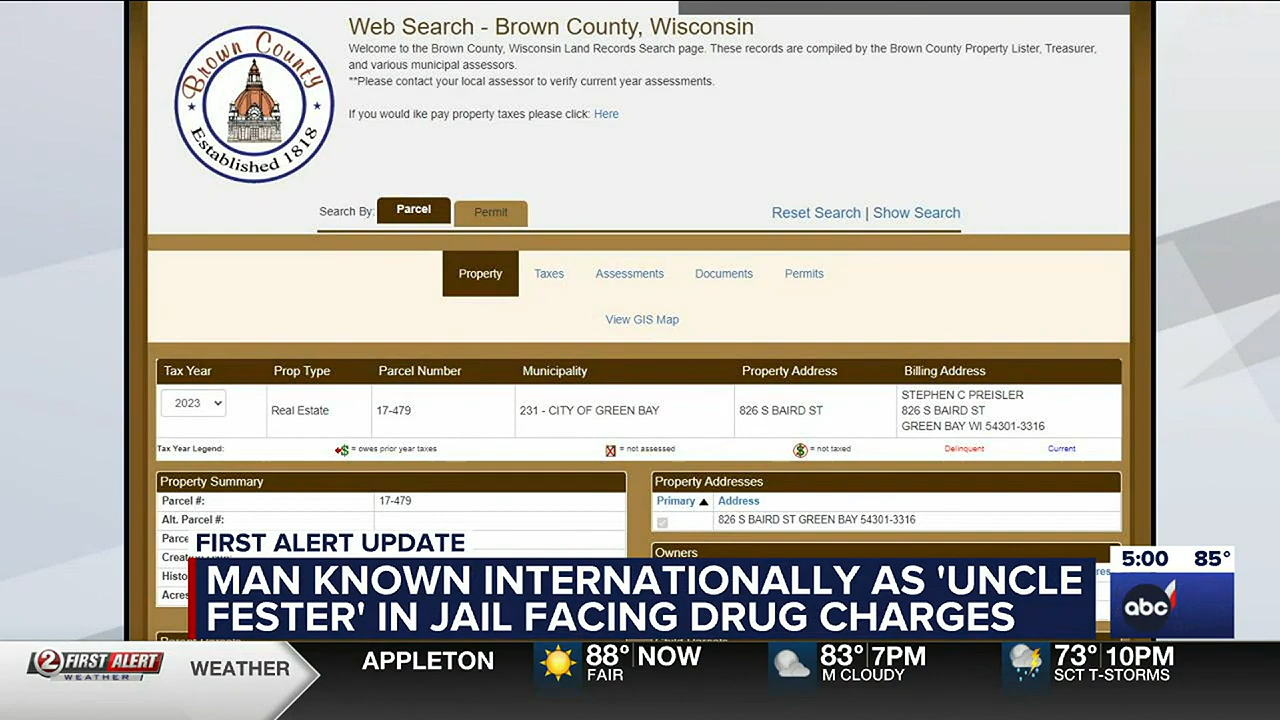 Web Search - Brown County, Wisconsin
Welcome to the Brown County, Wisconsin Land Records Search page. These records are compiled by the Brown County Property Lister, Treasurer,
and various municipal assessors.
**Please contact your local assessor to verify current year assessments.
If you would ike pay property taxes please click: Here
Brown County
Established 1818
Search By: Parcel Permit Reset Search | Show Search
Property Taxes Assessments Documents Permits
View GIS Map
Tax Year Prop Type Parcel Number Municipality Property Address Billing Address
2023 Real Estate 17-479 231 - CITY OF GREEN BAY 826 S BAIRD ST STEPHEN C PREISLER
826 S BAIRD ST
GREEN BAY WI 54301-3316
Tax Year Legend: $ = owes prior year taxes = not assessed $ = not taxed Delinquent Current
Property Summary
Parcel #: 17-479
Alt. Parcel #:
Parce
Creat
Histo
Acres
Property Addresses
Primary Address
826 S BAIRD ST GREEN BAY 54301-3316
Owners
FIRST ALERT UPDATE
MAN KNOWN INTERNATIONALLY AS 'UNCLE
FESTER' IN JAIL FACING DRUG CHARGES
5:00 85°
abc
2 FIRST ALERT
WEATHER
WEATHER
APPLETON
88° NOW
FAIR
83° 7PM
M CLOUDY
73° 10PM
SCT T-STORMS